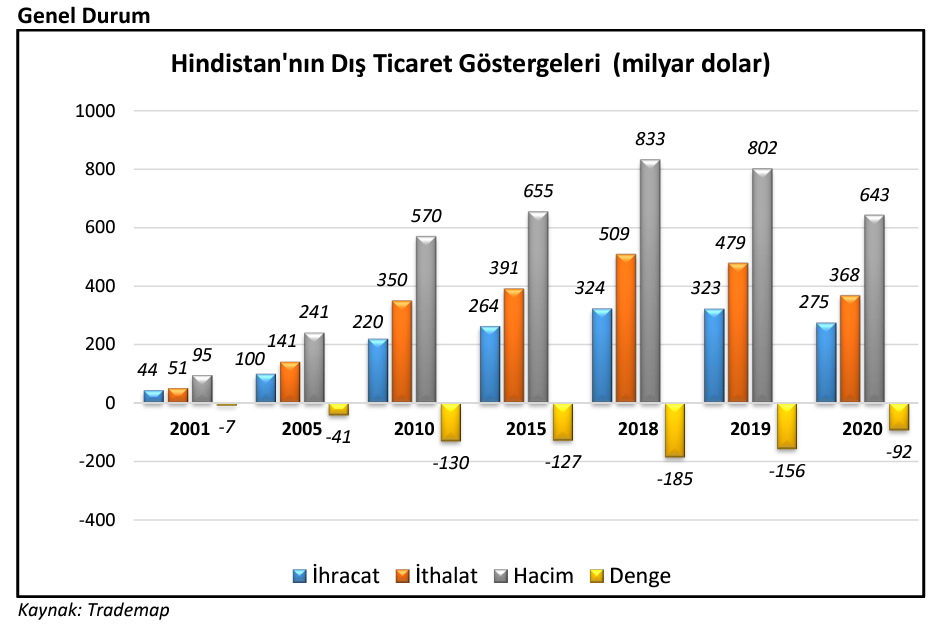 Genel Durum
Hindistan'nın Dış Ticaret Göstergeleri (milyar dolar)
1000
800
600
400
200
0
-200
-400
44 51 95 -7
100 141 241 -41
220 350 570 -130
264 391 655 -127
324 509 833 -185
323 479 802 -156
275 368 643 -92
2001 2005 2010 2015 2018 2019 2020
İhracat İthalat Hacim Denge
Kaynak: Trademap